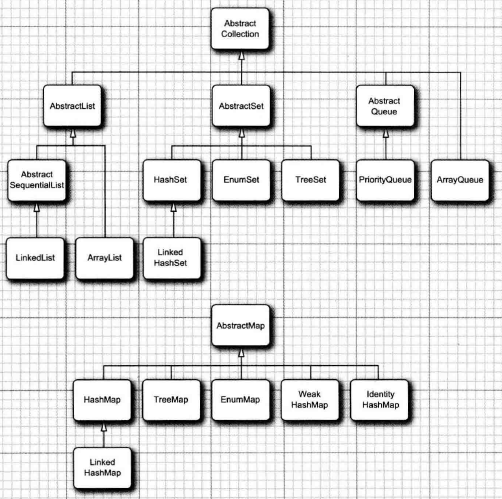 Abstract
Collection
AbstractList
AbstractSet
Abstract
Queue
Abstract
SequentialList
HashSet
EnumSet
TreeSet
PriorityQueue
ArrayQueue
LinkedList
ArrayList
Linked
HashSet
AbstractMap
HashMap
TreeMap
EnumMap
Weak
HashMap
Identity
HashMap
Linked
HashMap